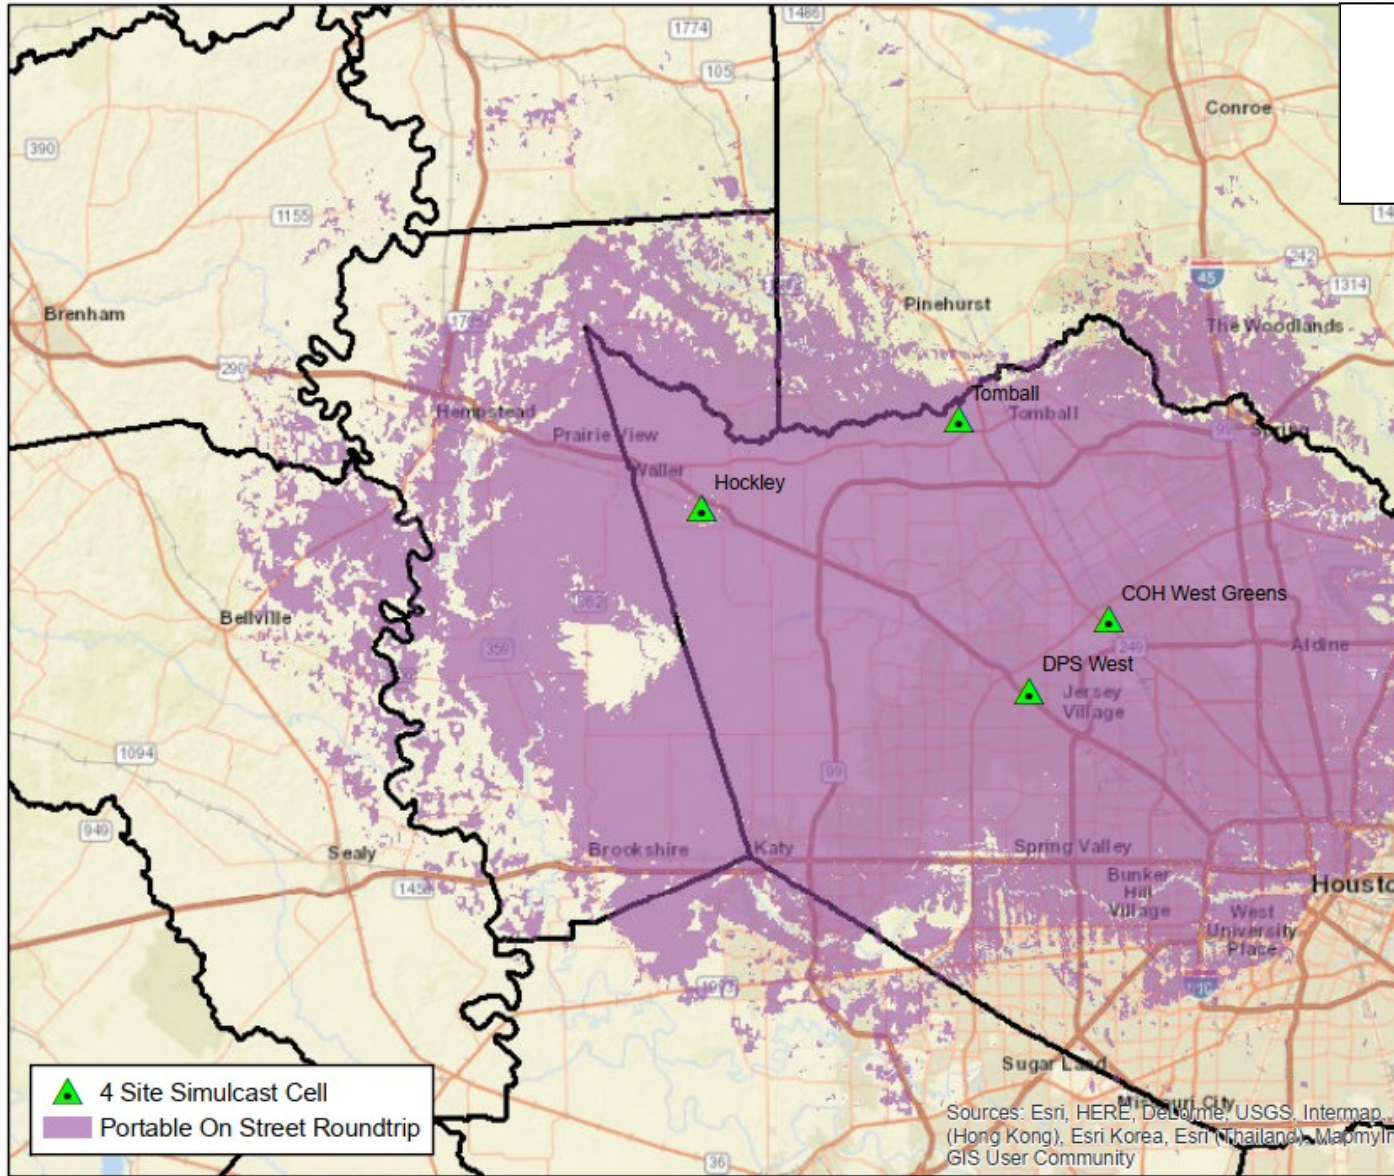 1486
1774
105
Conroe
390
1155
242
1314
45
Pinehurst
Brenham
The Woodlands
290
Tomball
Hempstead
Tomball
99
Spring
Prairie View
Waller
Hockley
COH West Greens
362
Bellville
359
249
Aldine
DPS West
Jersey
Village
1094
99
949
Sealy
Brookshire
Katy
Spring Valley
1458
Bunker
Hill
Village
Housto
West
University
Place
1093
Sugar Land
4 Site Simulcast Cell
Missouri City
Portable On Street Roundtrip
Sources: Esri, HERE, DeLorme, USGS, Intermap,
(Hong Kong), Esri Korea, Esri (Thailand), MapmyIn
GIS User Community
36